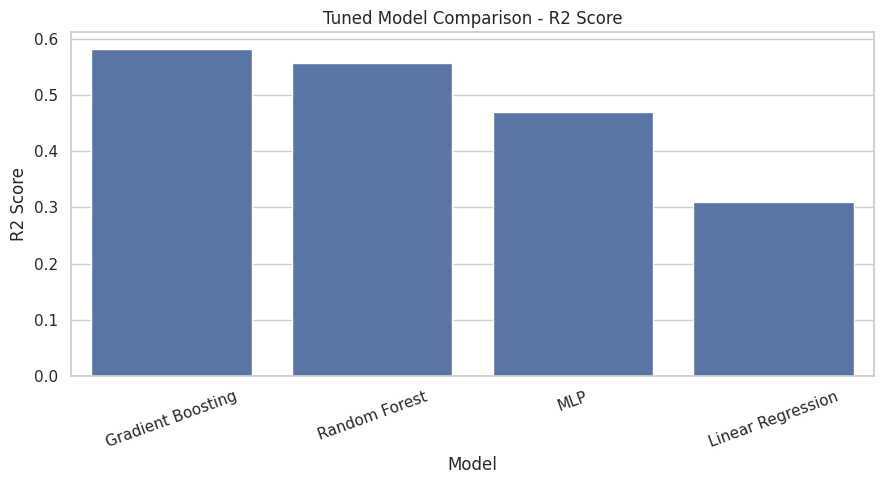 Tuned Model Comparison - R2 Score
R2 Score
0.6
0.5
0.4
0.3
0.2
0.1
0.0
Gradient Boosting
Random Forest
MLP
Linear Regression
Model